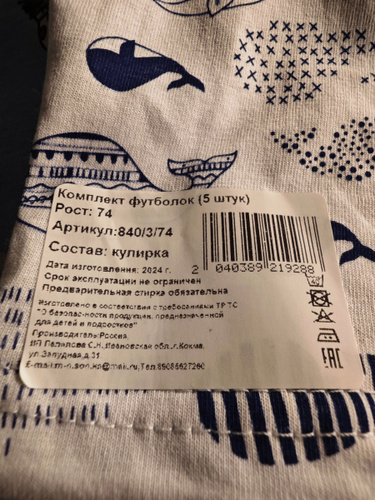 Комплект футболок (5 штук)
Рост: 74
Артикул:840/3/74
Состав: кулирка
Дата изготовления: 2024 г.
Срок эксплуатации не ограничен
Предварительная стирка обязательна
Изготовлено в соответствии с требованиями ТР ТС
"О безопасности продукции, предназначенной
для детей и подростков"
Производитель:Россия
ИП Палилова С.Н. Ивановская обл., г.Кохма,
ул.Западная д.31
2 040389 219288
ЕАС